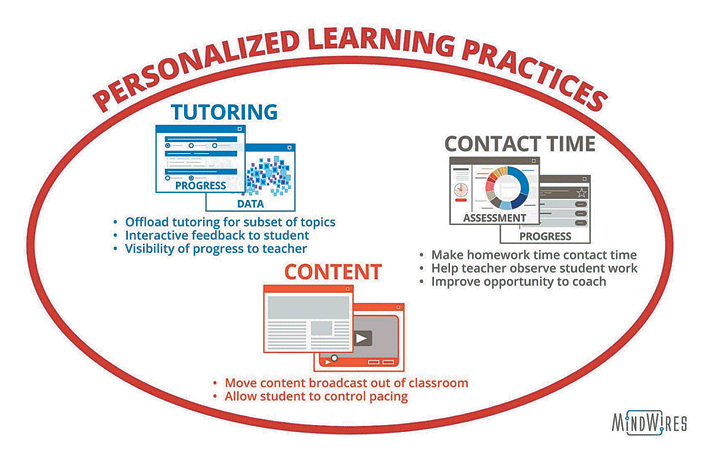 PERSONALIZED LEARNING PRACTICES
TUTORING
PROGRESS
DATA
• Offload tutoring for subset of topics
• Interactive feedback to student
• Visibility of progress to teacher
CONTACT TIME
ASSESSMENT
PROGRESS
• Make homework time contact time
• Help teacher observe student work
• Improve opportunity to coach
CONTENT
• Move content broadcast out of classroom
• Allow student to control pacing
MINDWIRES